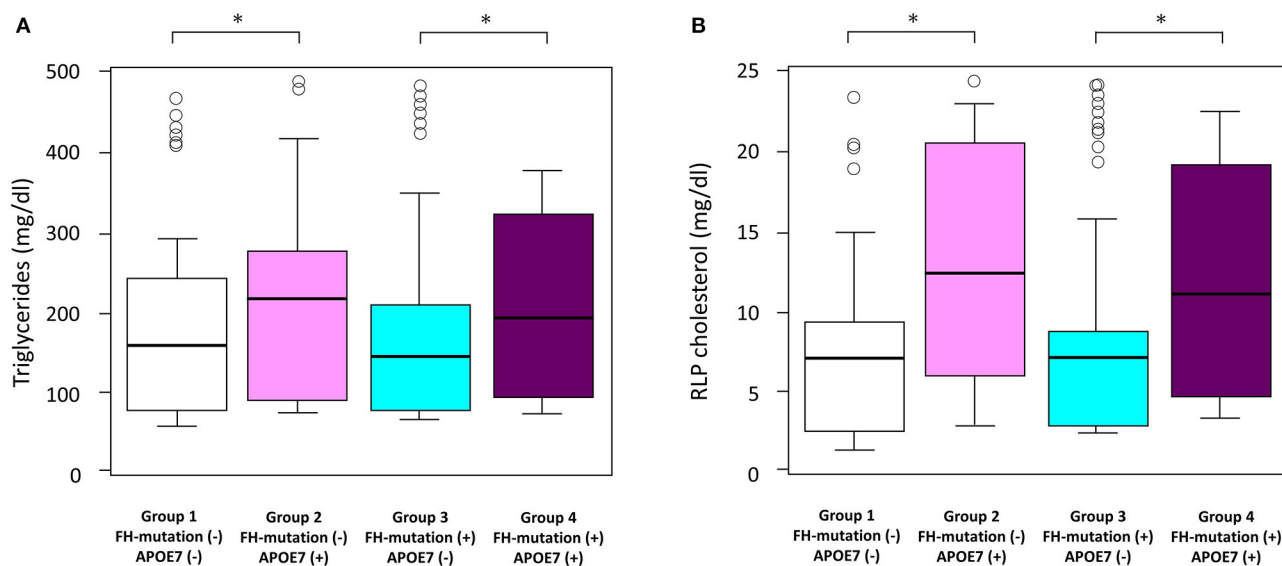 A
*
*
Triglycerides (mg/dl)
500
400
300
200
100
0
Group 1
FH-mutation (-)
APOE7 (-)
Group 2
FH-mutation (-)
APOE7 (+)
Group 3
FH-mutation (+)
APOE7 (-)
Group 4
FH-mutation (+)
APOE7 (+)
B
*
*
RLP cholesterol (mg/dl)
25
20
15
10
5
0
Group 1
FH-mutation (-)
APOE7 (-)
Group 2
FH-mutation (-)
APOE7 (+)
Group 3
FH-mutation (+)
APOE7 (-)
Group 4
FH-mutation (+)
APOE7 (+)